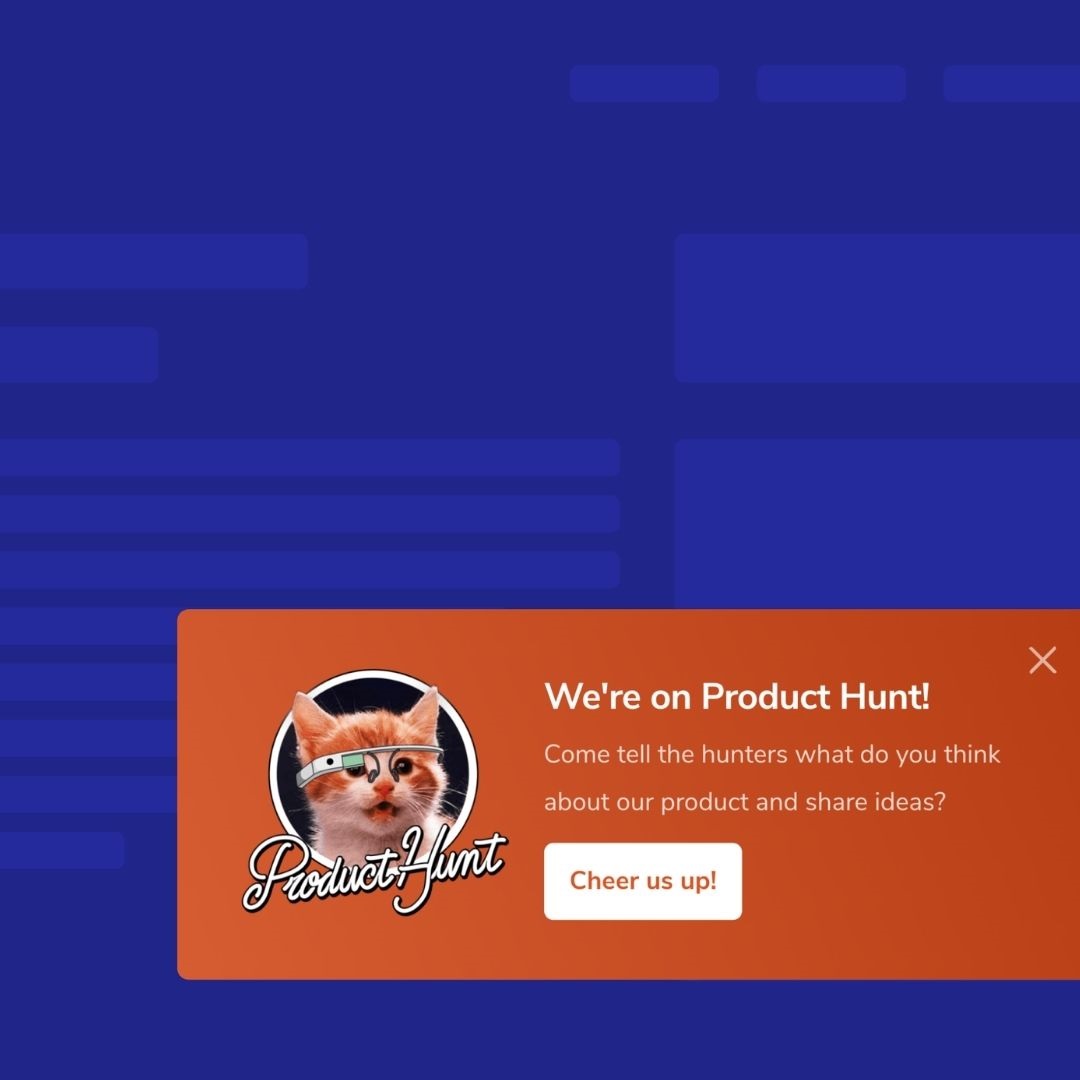 We're on Product Hunt!
Come tell the hunters what do you think
about our product and share ideas?
Product Hunt
Cheer us up!